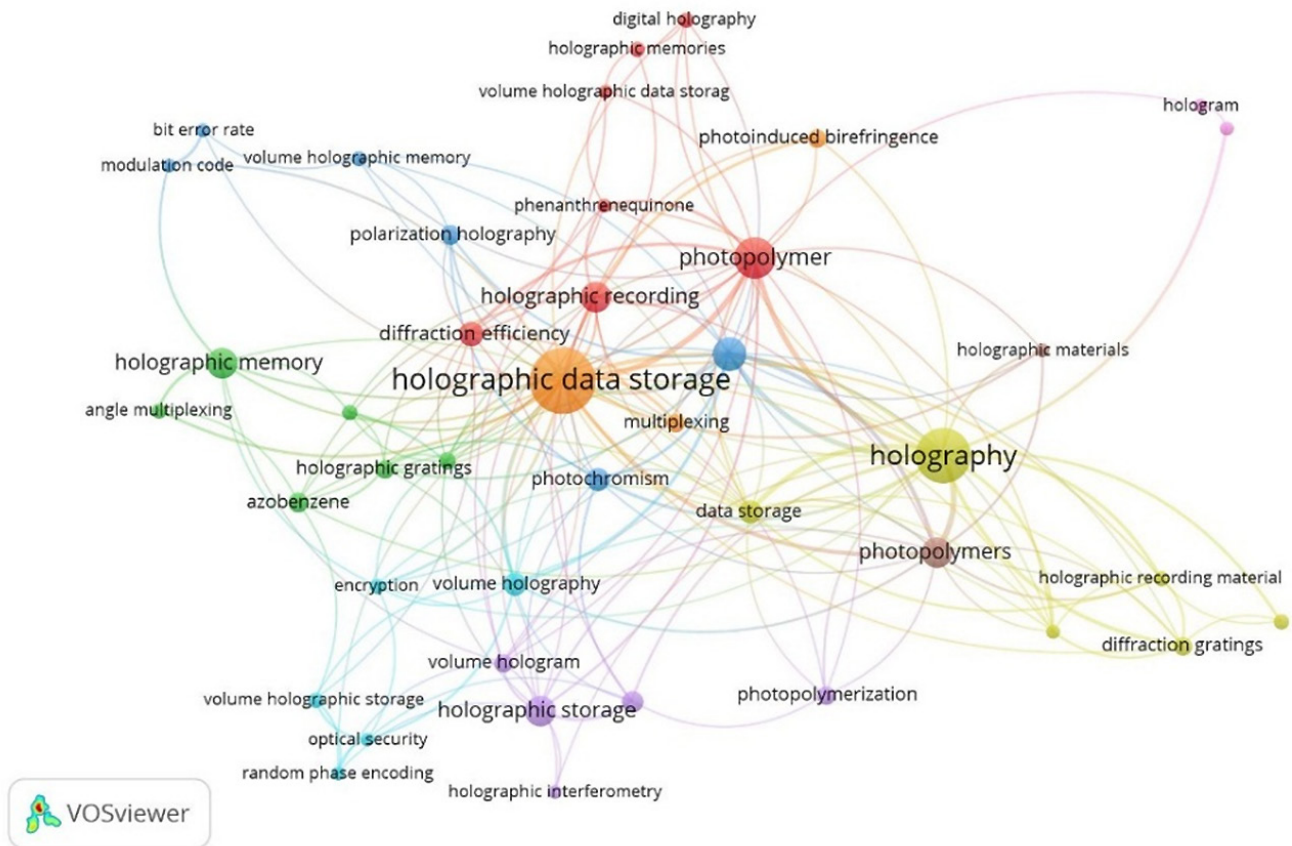 digital holography
holographic memories
volume holographic data storag
hologram
bit error rate
photoinduced birefringence
modulation code
volume holographic memory
phenanthrenequinone
polarization holography
photopolymer
holographic recording
diffraction efficiency
holographic materials
holographic memory
holographic data storage
angle multiplexing
multiplexing
holography
holographic gratings
photochromism
azobenzene
data storage
photopolymers
holographic recording material
encryption
volume holography
diffraction gratings
volume hologram
photopolymerization
volume holographic storage
holographic storage
optical security
random phase encoding
holographic interferometry
VOSviewer